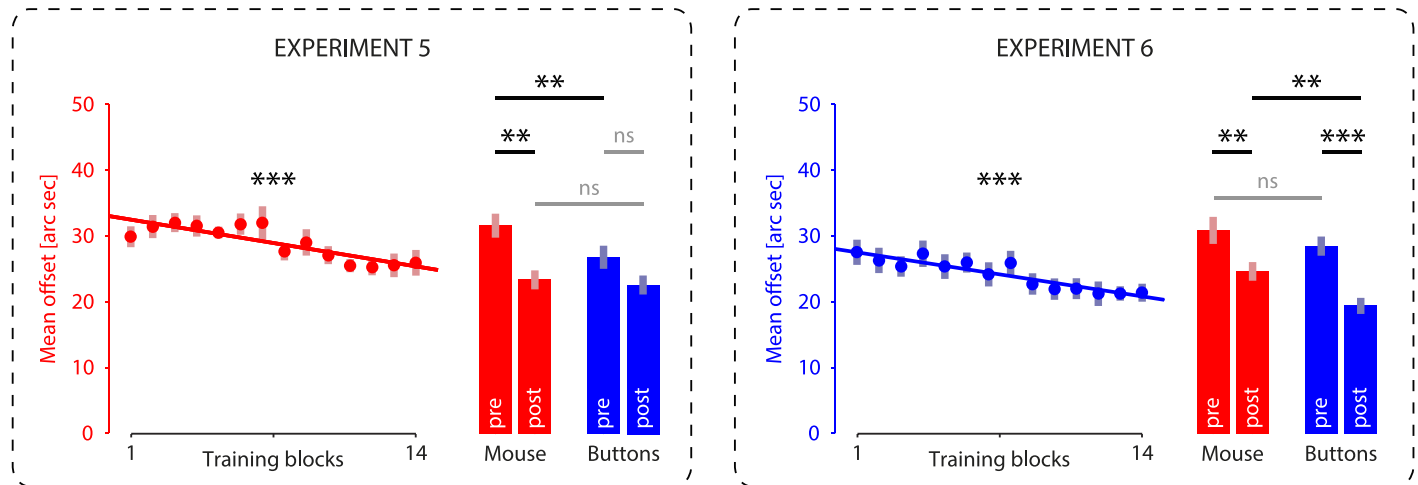 EXPERIMENT 5
**
** ns
50
40
30
20
10
0
Mean offset [arc sec]
***
ns
pre post pre post
1 Training blocks 14
Mouse Buttons
EXPERIMENT 6
**
** ***
50
40
30
20
10
0
Mean offset [arc sec]
***
ns
pre post pre post
1 Training blocks 14
Mouse Buttons